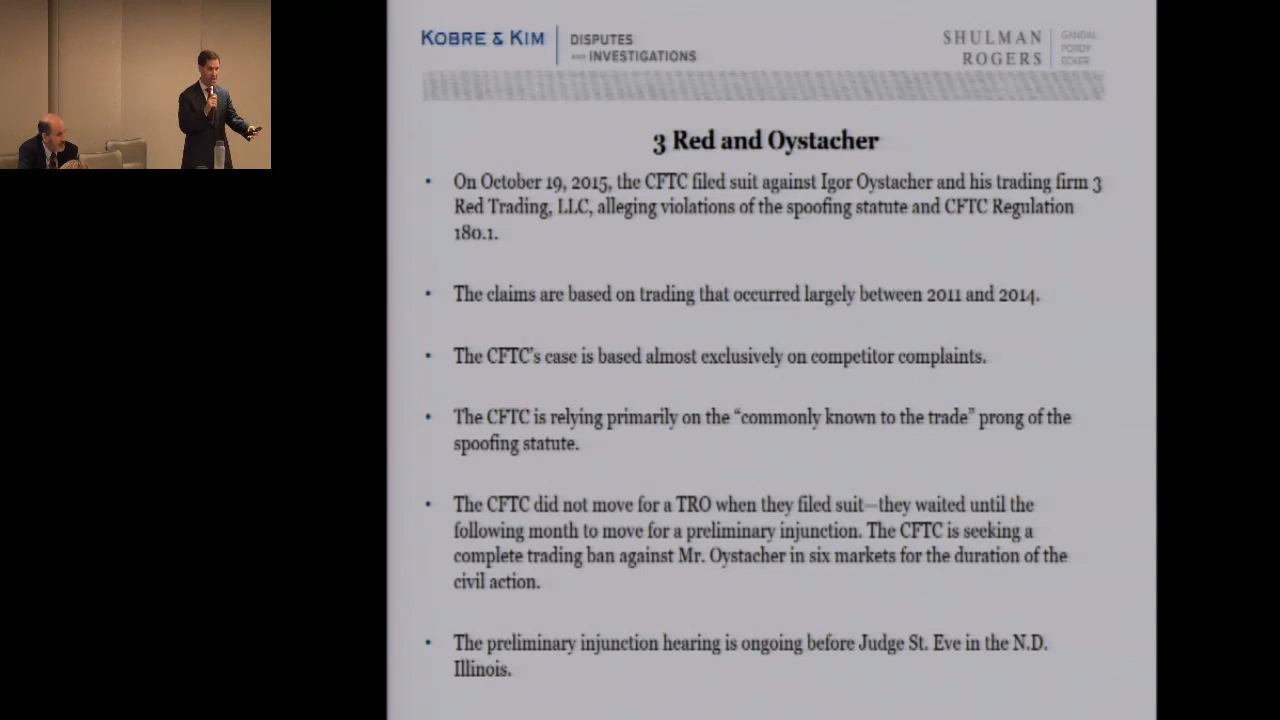 KOBRE & KIM
DISPUTES
AND INVESTIGATIONS
SHULMAN
ROGERS
GANDAL
PORDY
ECKER
3 Red and Oystacher
• On October 19, 2015, the CFTC filed suit against Igor Oystacher and his trading firm 3
Red Trading, LLC, alleging violations of the spoofing statute and CFTC Regulation
180.1.
• The claims are based on trading that occurred largely between 2011 and 2014.
• The CFTC's case is based almost exclusively on competitor complaints.
• The CFTC is relying primarily on the “commonly known to the trade” prong of the
spoofing statute.
• The CFTC did not move for a TRO when they filed suit—they waited until the
following month to move for a preliminary injunction. The CFTC is seeking a
complete trading ban against Mr. Oystacher in six markets for the duration of the
civil action.
• The preliminary injunction hearing is ongoing before Judge St. Eve in the N.D.
Illinois.